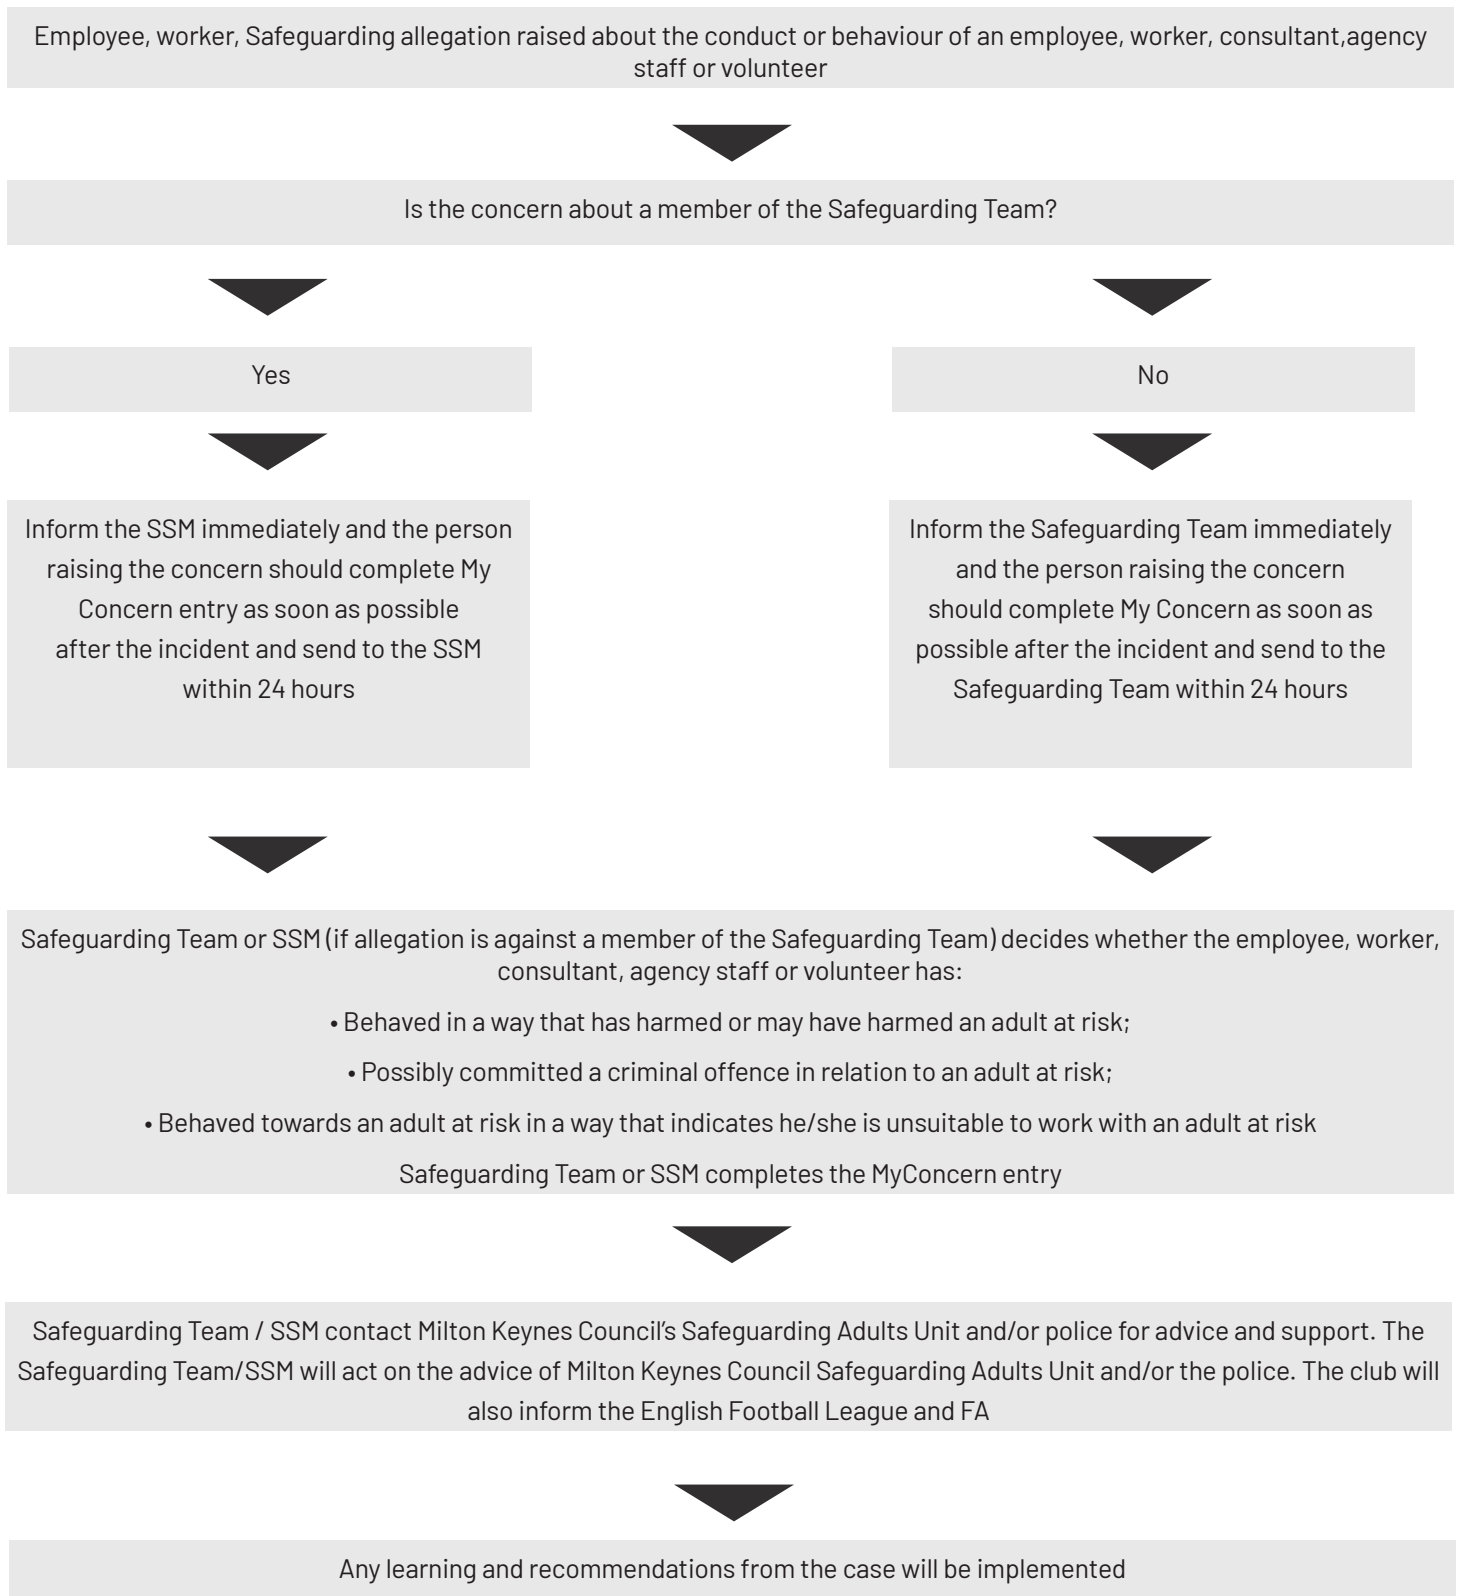 Employee, worker, Safeguarding allegation raised about the conduct or behaviour of an employee, worker, consultant,agency
staff or volunteer
Is the concern about a member of the Safeguarding Team?
Yes
No
Inform the SSM immediately and the person
raising the concern should complete My
Concern entry as soon as possible
after the incident and send to the SSM
within 24 hours
Inform the Safeguarding Team immediately
and the person raising the concern
should complete My Concern as soon as
possible after the incident and send to the
Safeguarding Team within 24 hours
Safeguarding Team or SSM (if allegation is against a member of the Safeguarding Team) decides whether the employee, worker,
consultant, agency staff or volunteer has:
• Behaved in a way that has harmed or may have harmed an adult at risk;
• Possibly committed a criminal offence in relation to an adult at risk;
• Behaved towards an adult at risk in a way that indicates he/she is unsuitable to work with an adult at risk
Safeguarding Team or SSM completes the MyConcern entry
Safeguarding Team / SSM contact Milton Keynes Council's Safeguarding Adults Unit and/or police for advice and support. The
Safeguarding Team/SSM will act on the advice of Milton Keynes Council Safeguarding Adults Unit and/or the police. The club will
also inform the English Football League and FA
Any learning and recommendations from the case will be implemented